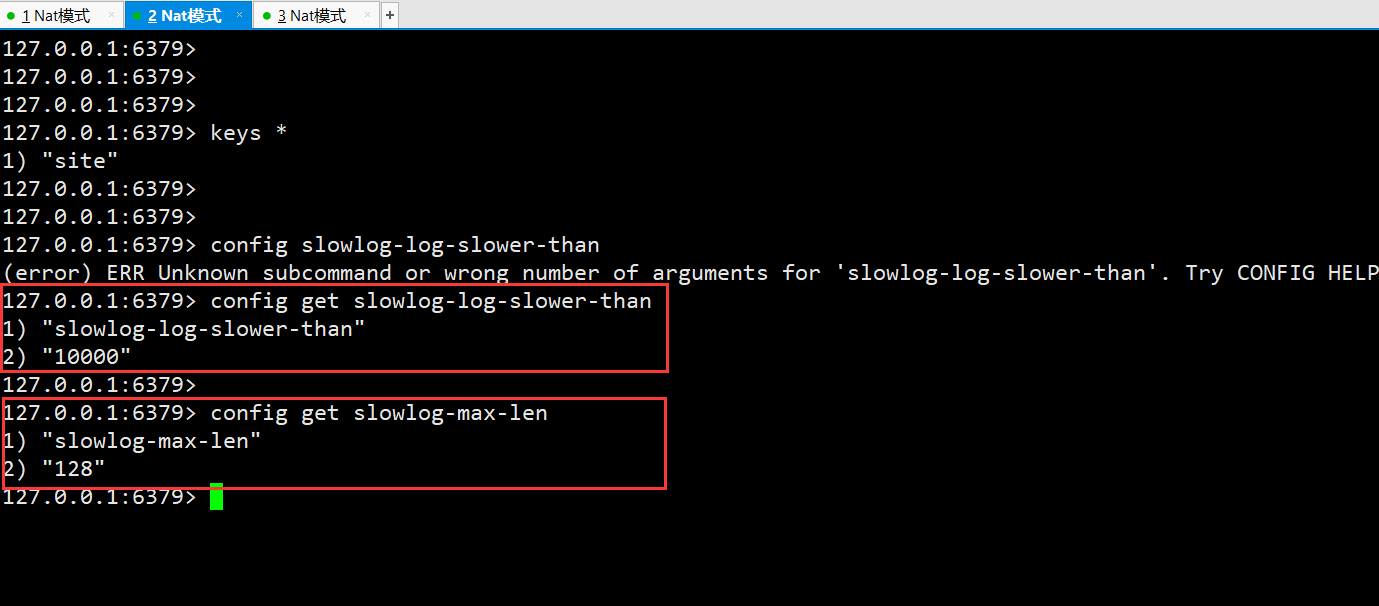 1 Nat模式 × 2 Nat模式 × 3 Nat模式 × +
127.0.0.1:6379>
127.0.0.1:6379>
127.0.0.1:6379>
127.0.0.1:6379> keys *
1) "site"
127.0.0.1:6379>
127.0.0.1:6379>
127.0.0.1:6379> config slowlog-log-slower-than
(error) ERR Unknown subcommand or wrong number of arguments for 'slowlog-log-slower-than'. Try CONFIG HELP
127.0.0.1:6379> config get slowlog-log-slower-than
1) "slowlog-log-slower-than"
2) "10000"
127.0.0.1:6379>
127.0.0.1:6379> config get slowlog-max-len
1) "slowlog-max-len"
2) "128"
127.0.0.1:6379>